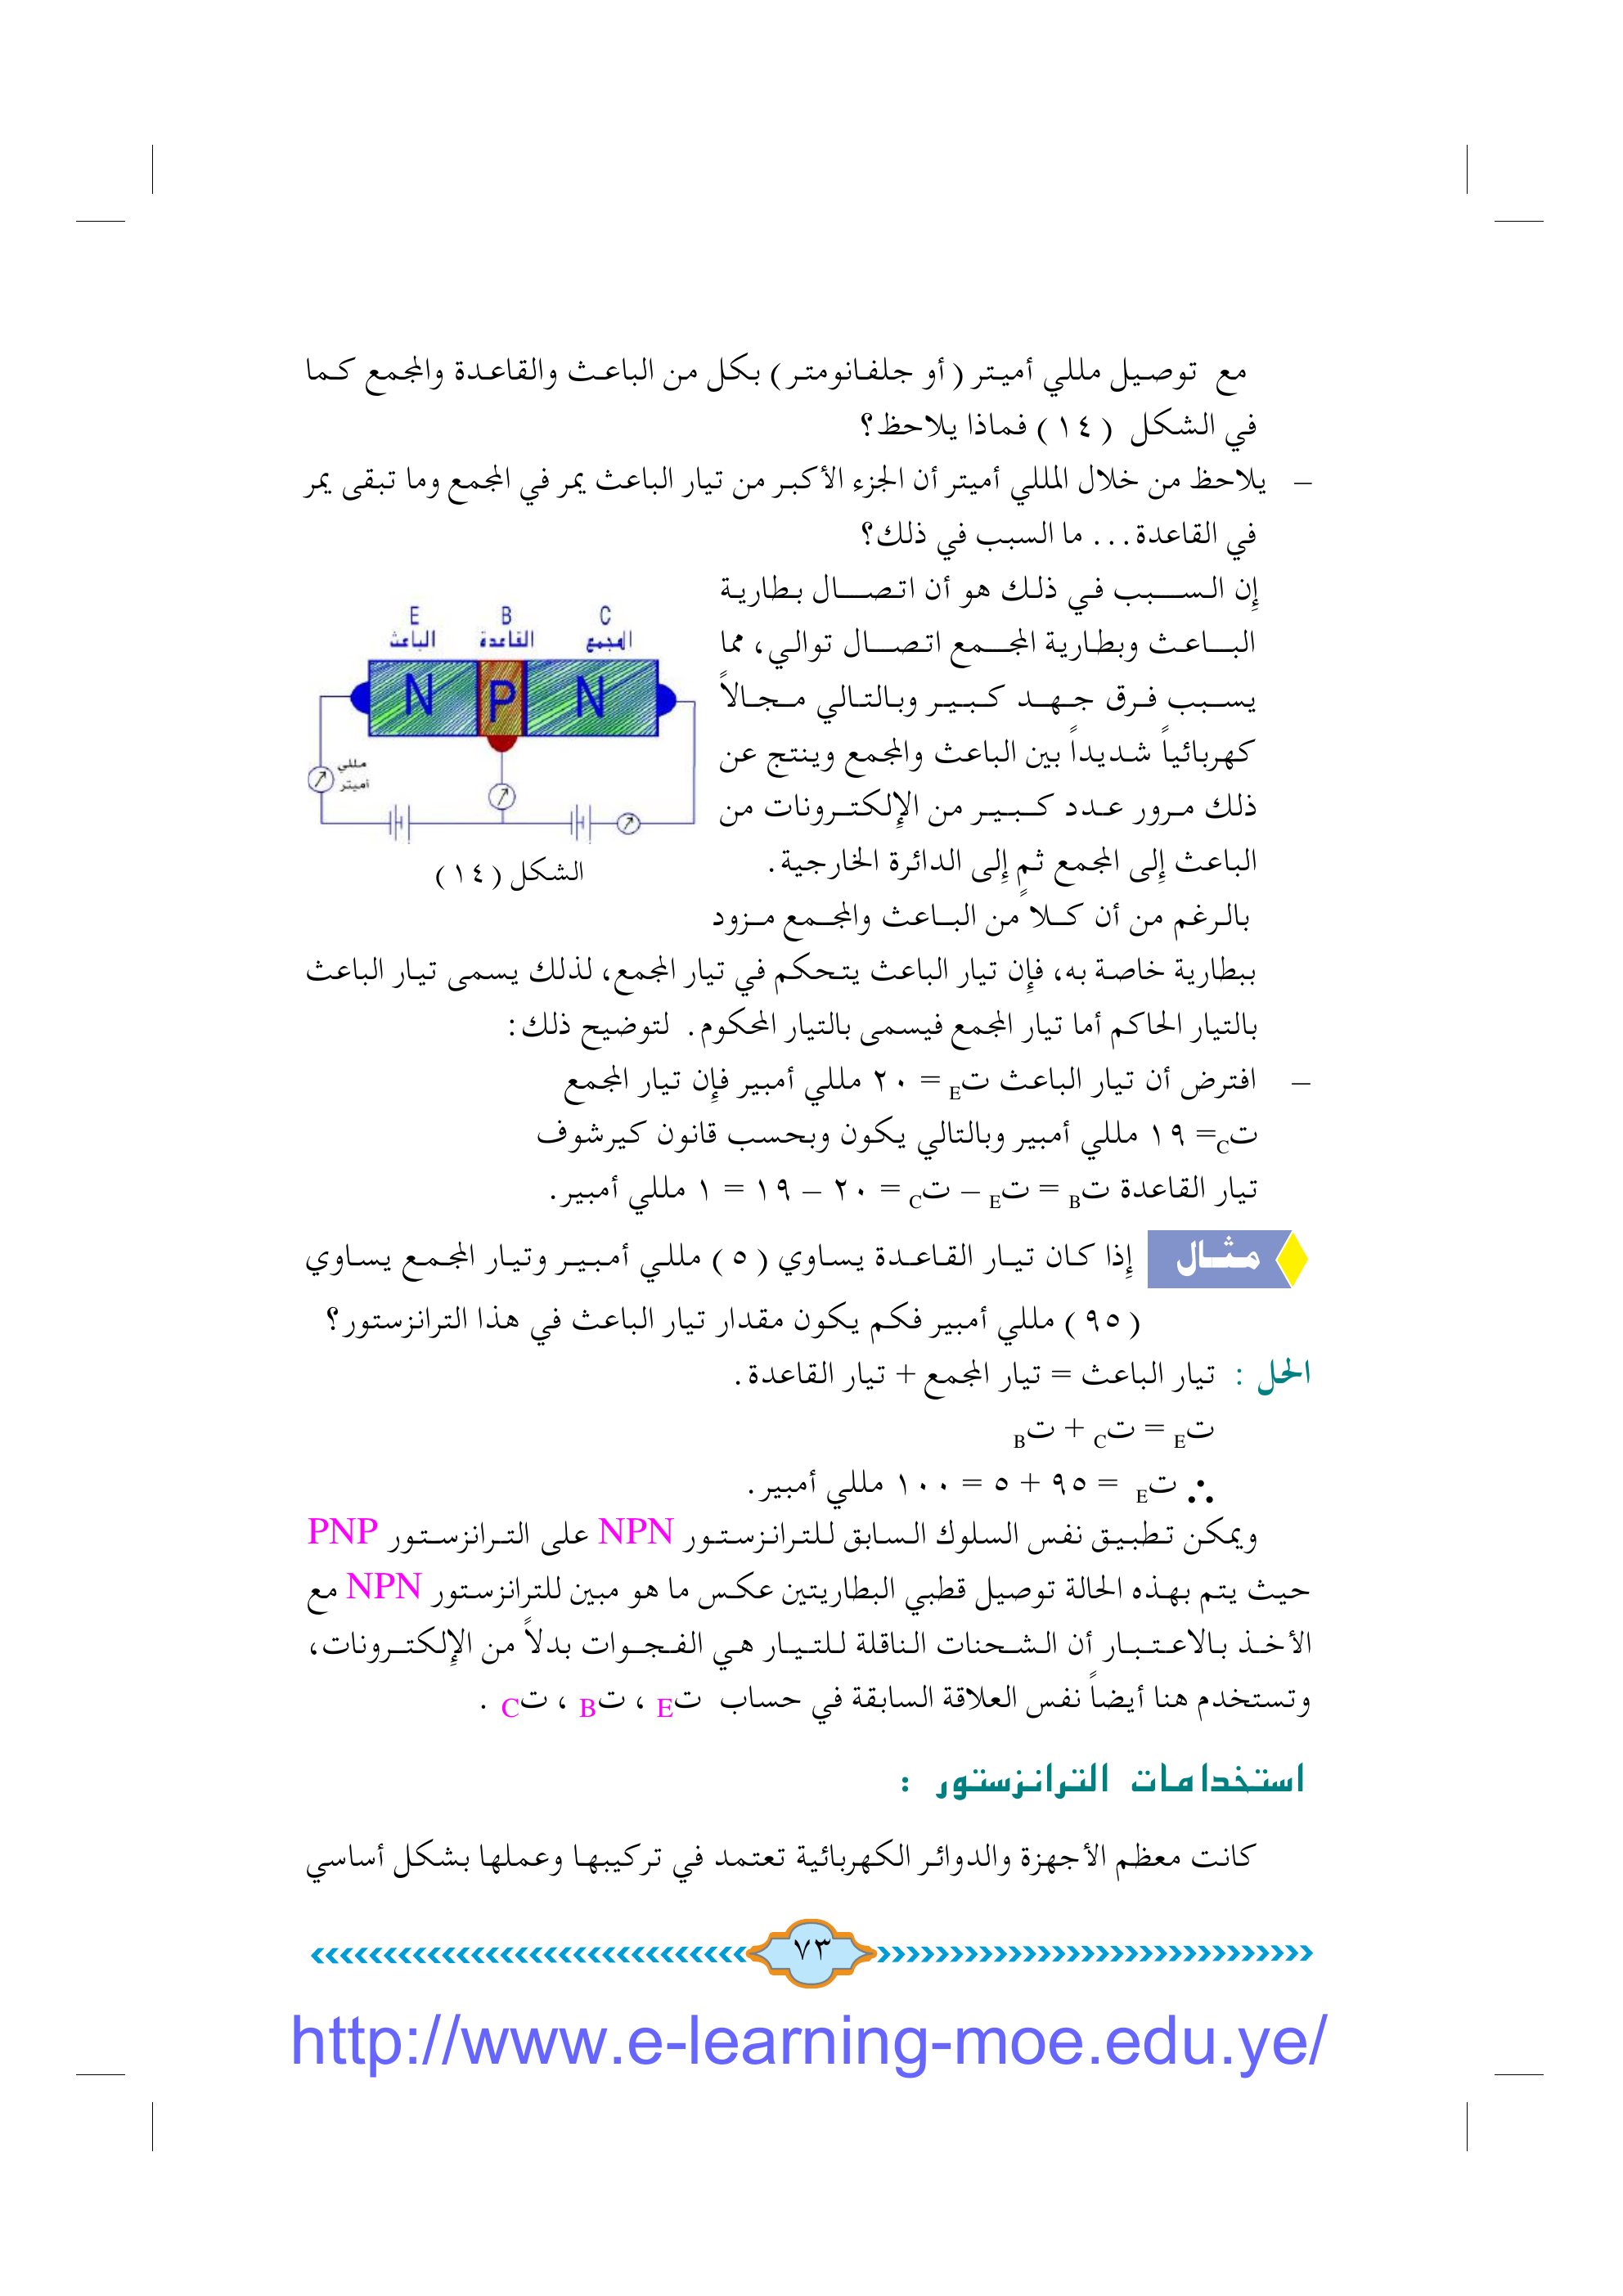 مع توصيل مللي أميتر ( أو جلفانومتر ) بكل من الباعث والقاعدة والمجمع كما
في الشكل ( ١٤ ) فماذا يلاحظ؟
– يلاحظ من خلال المللي أميتر أن الجزء الأكبر من تيار الباعث يمر في المجمع وما تبقى يمر
في القاعدة... ما السبب في ذلك؟
إن السبب في ذلك هو أن اتصال بطارية
الباعث وبطارية المجمع اتصال توالي، مما
يسبب فرق جهد كبير وبالتالي مجالاً
كهربائياً شديداً بين الباعث والمجمع وينتج عن
ذلك مرور عدد كبير من الإلكترونات من
الباعث إلى المجمع ثم إلى الدائرة الخارجية.
E B C
الباعث القاعدة المجمع
N P N
مللي
أميتر
الشكل ( ١٤ )
بالرغم من أن كلاً من الباعث والمجمع مزود
ببطارية خاصة به، فإن تيار الباعث يتحكم في تيار المجمع، لذلك يسمى تيار الباعث
بالتيار الحاكم أما تيار المجمع فيسمى بالتيار المحكوم. لتوضيح ذلك:
– افترض أن تيار الباعث تE = ٢٠ مللي أمبير فإن تيار المجمع
تC= ١٩ مللي أمبير وبالتالي يكون وبحسب قانون كيرشوف
تيار القاعدة تB = تE – تC = ٢٠ – ١٩ = ١ مللي أمبير.
مثال إذا كان تيار القاعدة يساوي ( ٥ ) مللي أمبير وتيار المجمع يساوي
( ٩٥ ) مللي أمبير فكم يكون مقدار تيار الباعث في هذا الترانزستور؟
الحل : تيار الباعث = تيار المجمع + تيار القاعدة.
تE = تC + تB
∴ تE = ٩٥ + ٥ = ١٠٠ مللي أمبير.
ويمكن تطبيق نفس السلوك السابق للترانزستور NPN على الترانزستور PNP
حيث يتم بهذه الحالة توصيل قطبي البطاريتين عكس ما هو مبين للترانزستور NPN مع
الأخذ بالاعتبار أن الشحنات الناقلة للتيار هي الفجوات بدلاً من الإلكترونات،
وتستخدم هنا أيضاً نفس العلاقة السابقة في حساب تE ، تB ، تC .
استخدامات الترانزستور :
كانت معظم الأجهزة والدوائر الكهربائية تعتمد في تركيبها وعملها بشكل أساسي
٧٣
http://www.e-learning-moe.edu.ye/